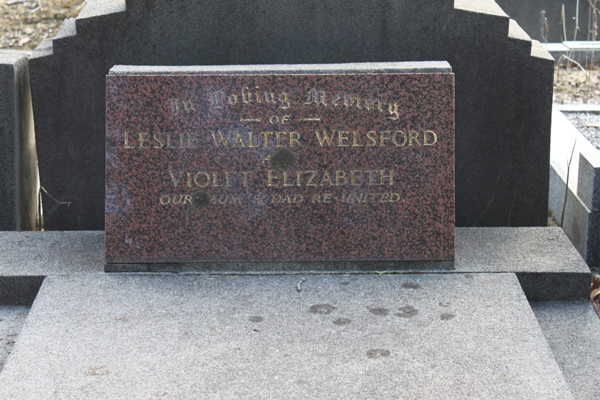 In Loving Memory
OF
LESLIE WALTER WELSFORD
VIOLET ELIZABETH
OUR MUM & DAD RE-UNITED.